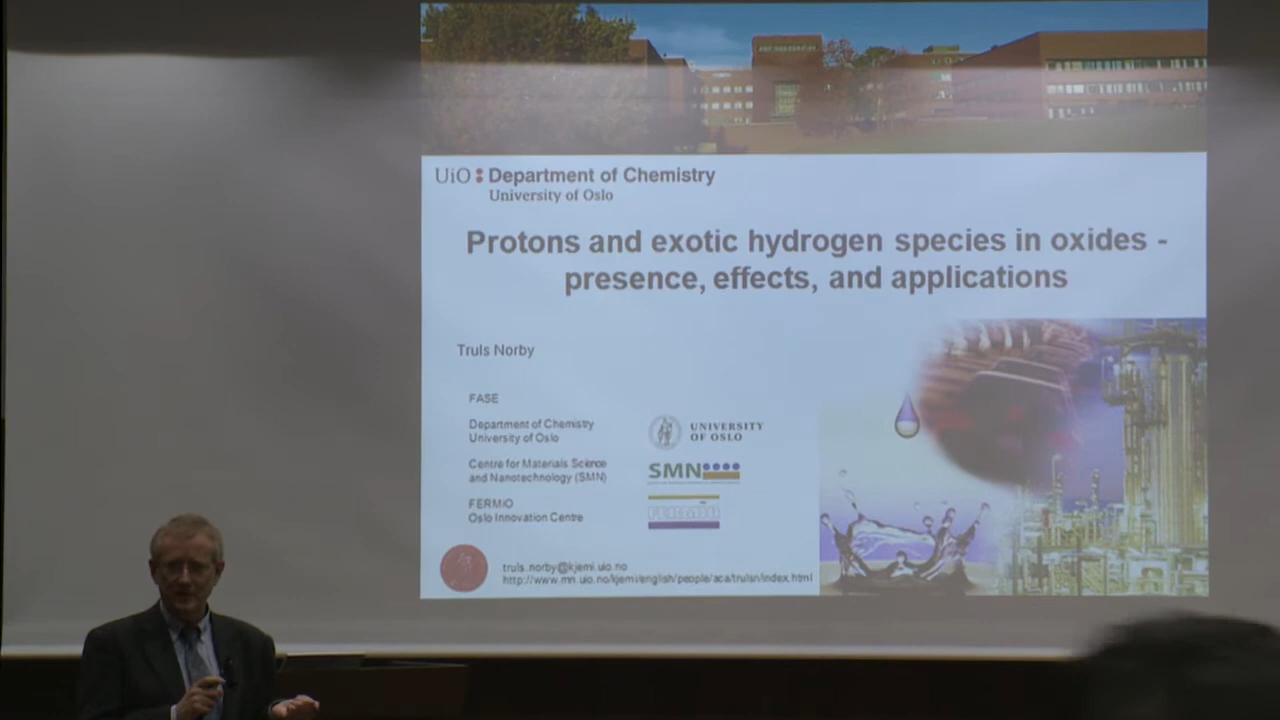 UiO : Department of Chemistry
University of Oslo
Protons and exotic hydrogen species in oxides -
presence, effects, and applications
Truls Norby
FASE
Department of Chemistry
University of Oslo
UNIVERSITY
OF OSLO
Centre for Materials Science
and Nanotechnology (SMN)
SMN
FERMiO
Oslo Innovation Centre
FERMiO
truls.norby@kjemi.uio.no
http://www.mn.uio.no/kjemi/english/people/aca/trulsn/index.html